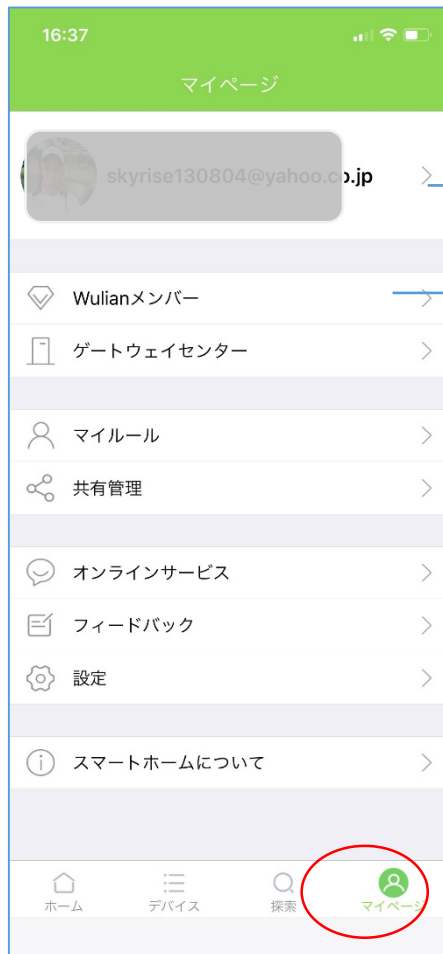 16:37
マイページ
skyrise130804@yahoo.co.jp
Wulianメンバー
ゲートウェイセンター
マイルール
共有管理
オンラインサービス
フィードバック
設定
スマートホームについて
ホーム
デバイス
探索
マイページ